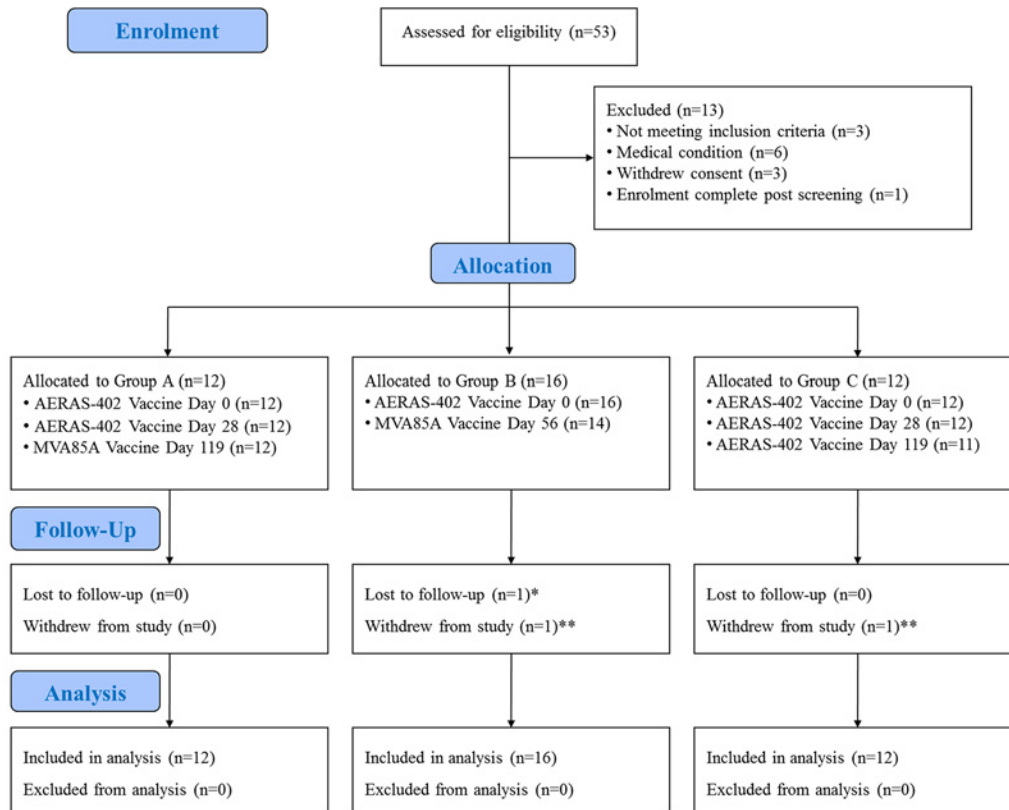 Enrolment
Assessed for eligibility (n=53)
Excluded (n=13)
• Not meeting inclusion criteria (n=3)
• Medical condition (n=6)
• Withdrew consent (n=3)
• Enrolment complete post screening (n=1)
Allocation
Allocated to Group A (n=12)
• AERAS-402 Vaccine Day 0 (n=12)
• AERAS-402 Vaccine Day 28 (n=12)
• MVA85A Vaccine Day 119 (n=12)
Allocated to Group B (n=16)
• AERAS-402 Vaccine Day 0 (n=16)
• MVA85A Vaccine Day 56 (n=14)
Allocated to Group C (n=12)
• AERAS-402 Vaccine Day 0 (n=12)
• AERAS-402 Vaccine Day 28 (n=12)
• AERAS-402 Vaccine Day 119 (n=11)
Follow-Up
Lost to follow-up (n=0)
Withdrew from study (n=0)
Lost to follow-up (n=1)*
Withdrew from study (n=1)**
Lost to follow-up (n=0)
Withdrew from study (n=1)**
Analysis
Included in analysis (n=12)
Excluded from analysis (n=0)
Included in analysis (n=16)
Excluded from analysis (n=0)
Included in analysis (n=12)
Excluded from analysis (n=0)